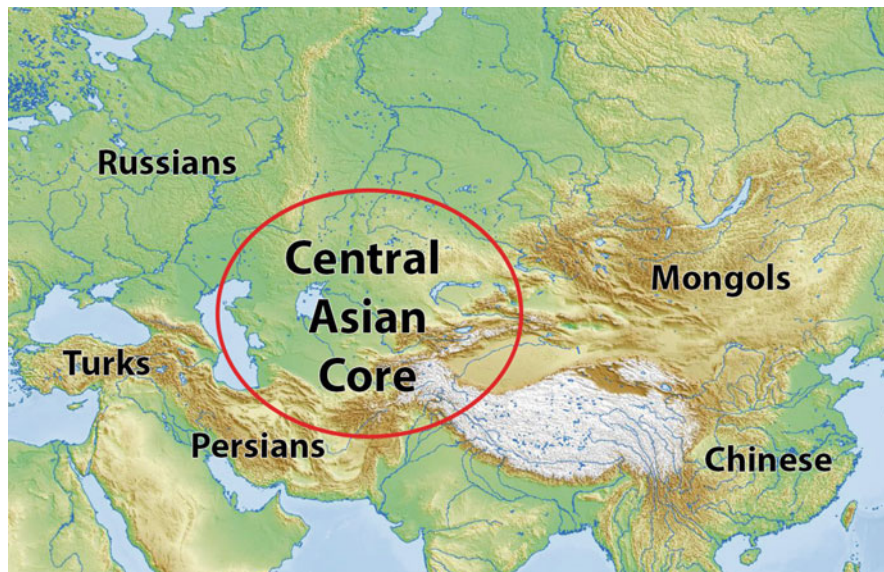 Russians
Central
Asian
Core
Mongols
Turks
Persians
Chinese